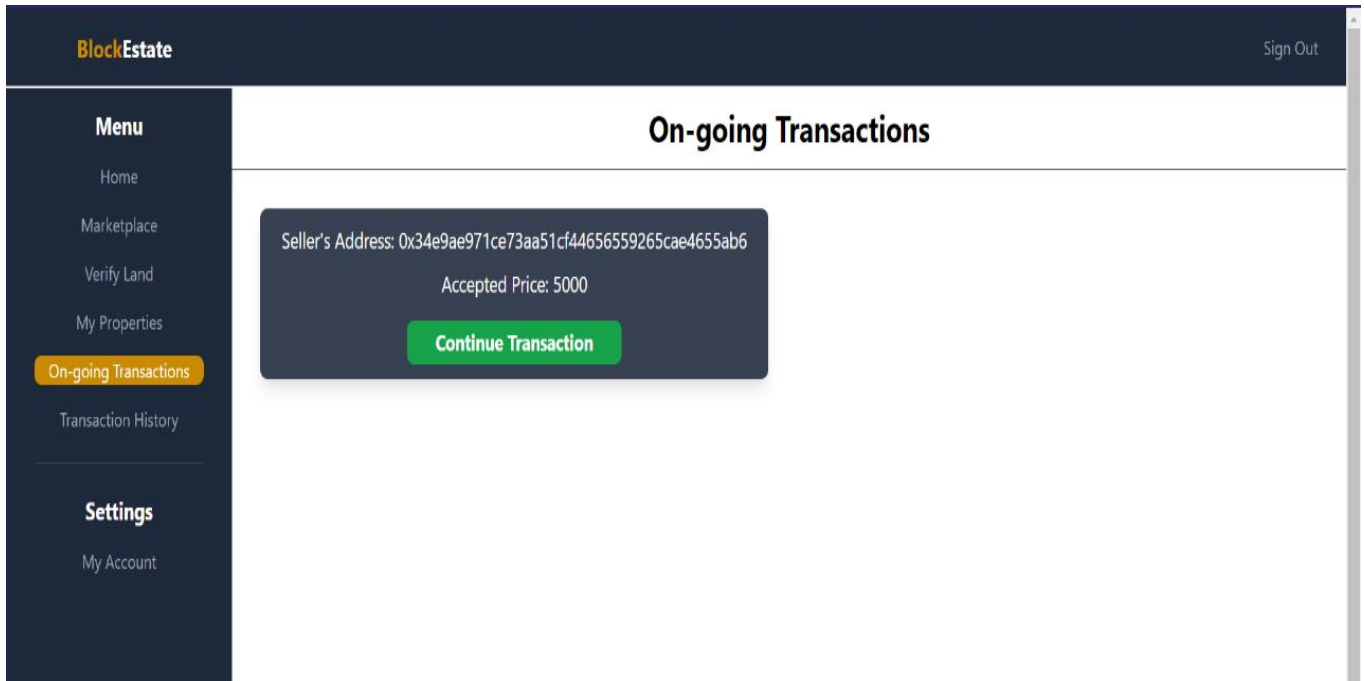 BlockEstate
Sign Out
Menu
Home
Marketplace
Verify Land
My Properties
On-going Transactions
Transaction History
Settings
My Account
On-going Transactions
Seller's Address: 0x34e9ae971ce73aa51cf44656559265cae4655ab6
Accepted Price: 5000
Continue Transaction